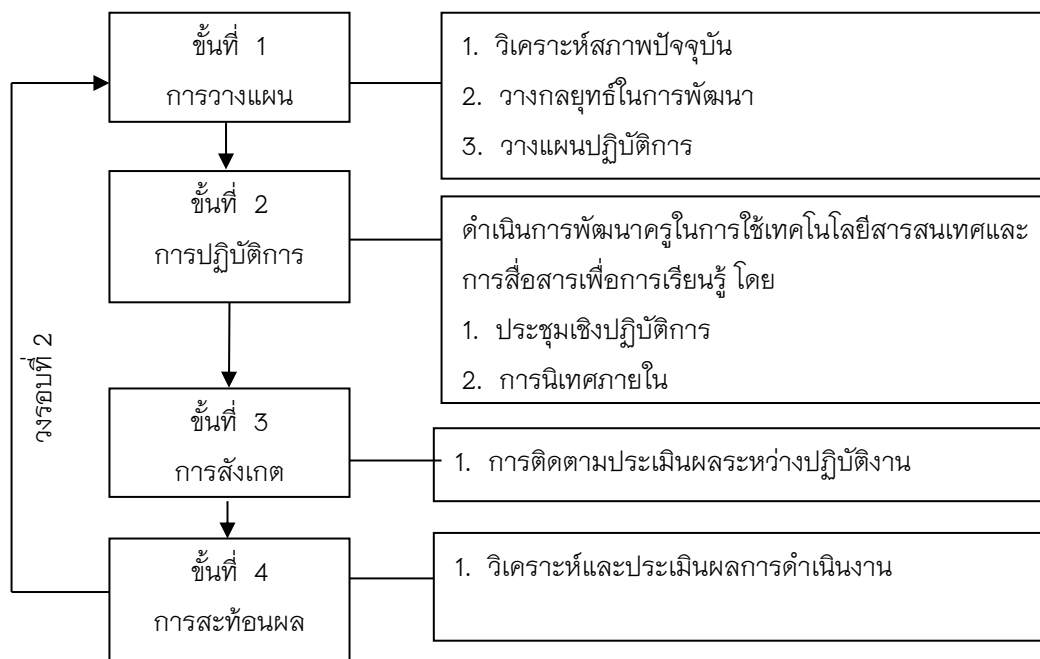 ขั้นที่ 1
การวางแผน
1. วิเคราะห์สภาพปัจจุบัน
2. วางกลยุทธ์ในการพัฒนา
3. วางแผนปฏิบัติการ
ขั้นที่ 2
การปฏิบัติการ
ดำเนินการพัฒนาครูในการใช้เทคโนโลยีสารสนเทศและ
การสื่อสารเพื่อการเรียนรู้ โดย
1. ประชุมเชิงปฏิบัติการ
2. การนิเทศภายใน
วงรอบที่ 2
ขั้นที่ 3
การสังเกต
1. การติดตามประเมินผลระหว่างปฏิบัติงาน
ขั้นที่ 4
การสะท้อนผล
1. วิเคราะห์และประเมินผลการดำเนินงาน